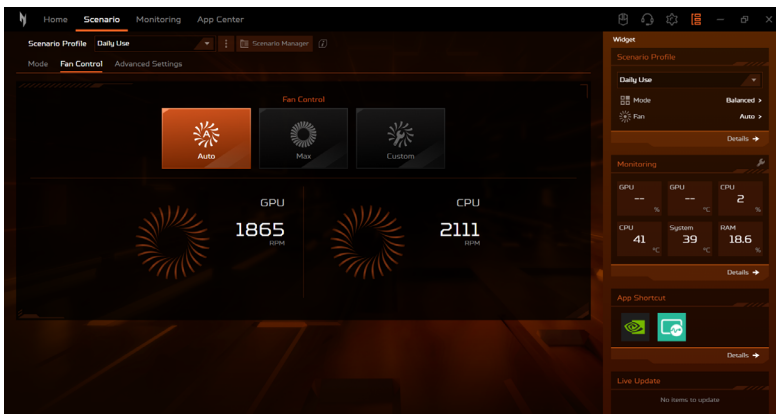 Home Scenario Monitoring App Center
Scenario Profile Daily Use Scenario Manager
Mode Fan Control Advanced Settings
Fan Control
A
Auto Max Custom
GPU
1865
RPM
CPU
2111
RPM
Widget
Scenario Profile
Daily Use
Mode Balanced >
Fan Auto >
Details →
Monitoring
GPU
--
%
GPU
--
°C
CPU
2
%
CPU
41
°C
System
39
°C
RAM
18.6
%
Details →
App Shortcut
Details →
Live Update
No items to update